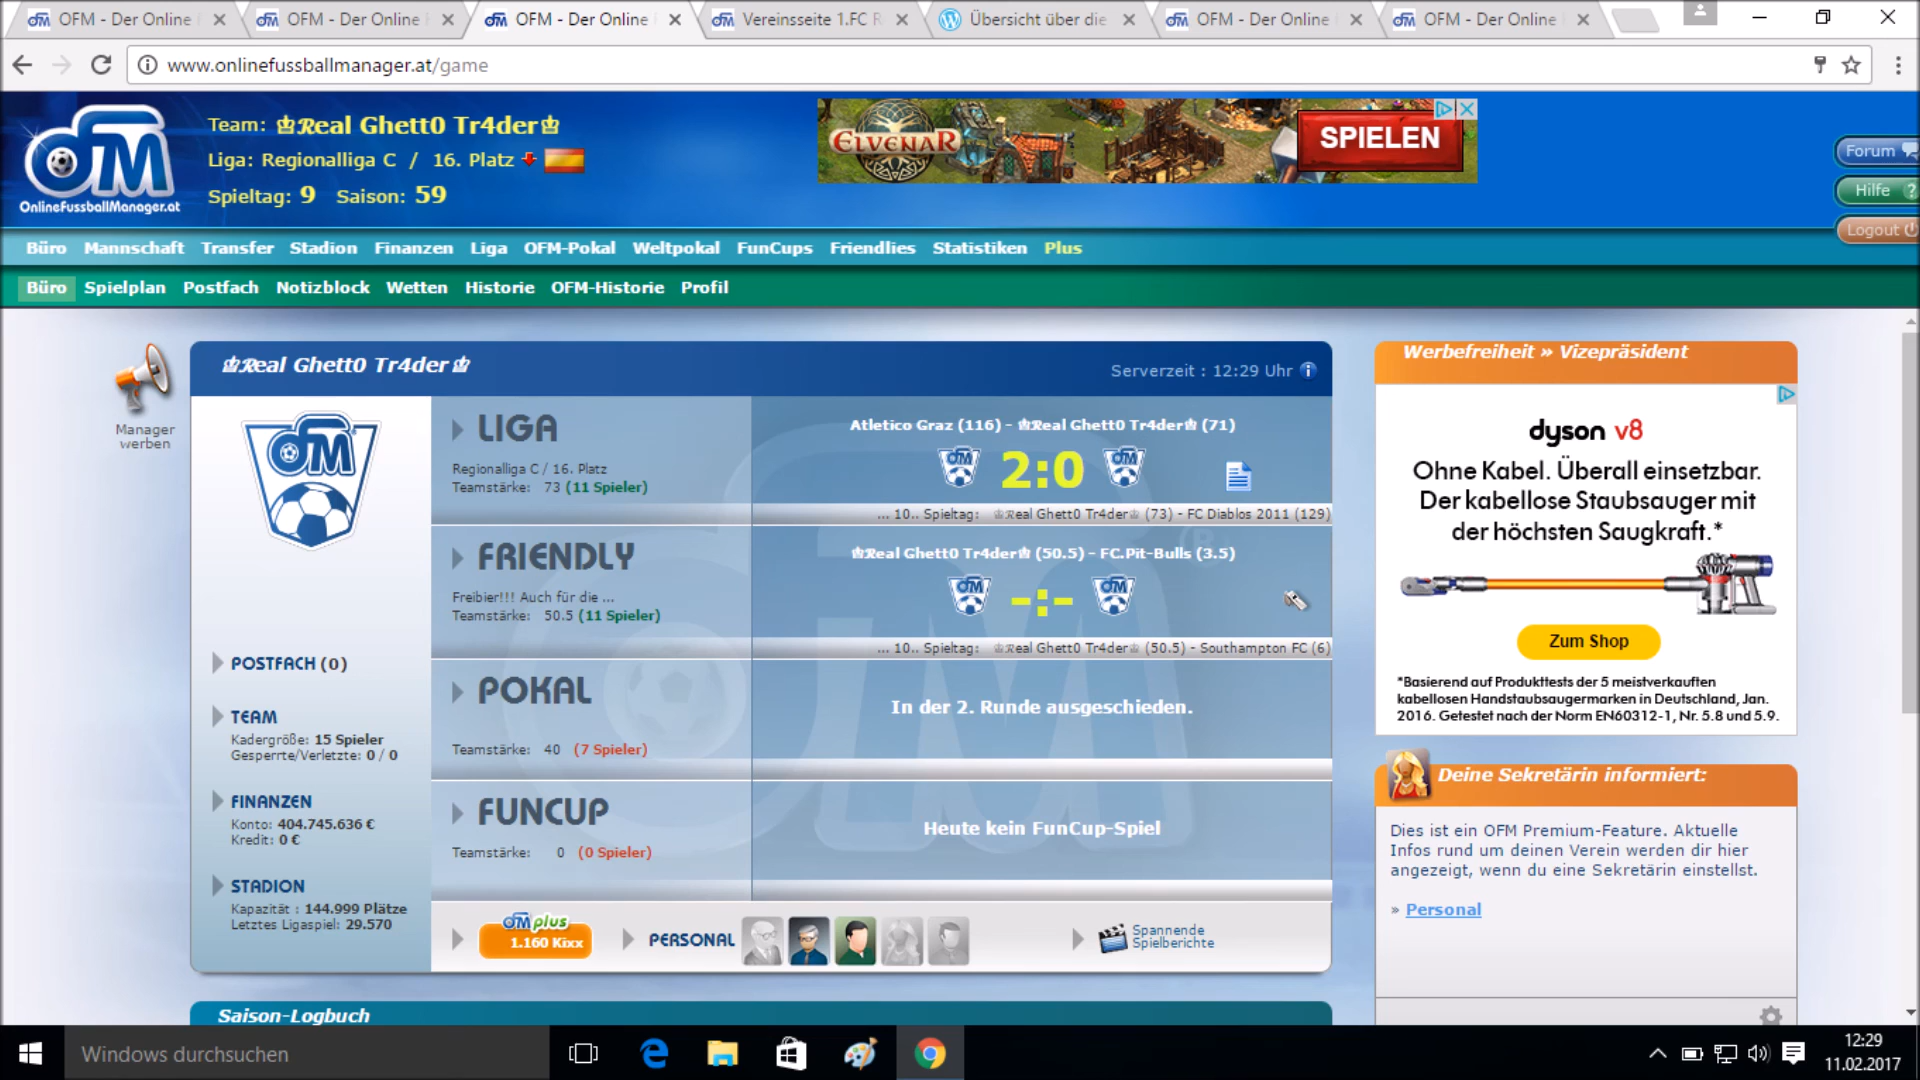 OFM - Der Online
OFM - Der Online
OFM - Der Online
Vereinsseite 1.FC R
Übersicht über die
OFM - Der Online
OFM - Der Online
www.onlinefussballmanager.at/game
OFM
OnlineFussballManager.at
Team: ♔ℛeal Ghett0 Tr4der♔
Liga: Regionalliga C / 16. Platz
Spieltag: 9 Saison: 59
ELVENAR
SPIELEN
Forum
Hilfe ?
Logout
Büro Mannschaft Transfer Stadion Finanzen Liga OFM-Pokal Weltpokal FunCups Friendlies Statistiken Plus
Büro Spielplan Postfach Notizblock Wetten Historie OFM-Historie Profil
Manager
werben
♔ℛeal Ghett0 Tr4der♔
Serverzeit : 12:29 Uhr
OFM
POSTFACH (0)
TEAM
Kadergröße: 15 Spieler
Gesperrte/Verletzte: 0 / 0
FINANZEN
Konto: 404.745.636 €
Kredit: 0 €
STADION
Kapazität : 144.999 Plätze
Letztes Ligaspiel: 29.570
LIGA
Regionalliga C / 16. Platz
Teamstärke: 73 (11 Spieler)
Atletico Graz (116) - ♔ℛeal Ghett0 Tr4der♔ (71)
2:0
... 10.. Spieltag: ♔ℛeal Ghett0 Tr4der♔ (73) - FC Diablos 2011 (129)
FRIENDLY
Freibier!!! Auch für die ...
Teamstärke: 50.5 (11 Spieler)
♔ℛeal Ghett0 Tr4der♔ (50.5) - FC.Pit-Bulls (3.5)
-:-
... 10.. Spieltag: ♔ℛeal Ghett0 Tr4der♔ (50.5) - Southampton FC (6)
POKAL
Teamstärke: 40 (7 Spieler)
In der 2. Runde ausgeschieden.
FUNCUP
Teamstärke: 0 (0 Spieler)
Heute kein FunCup-Spiel
OFM plus
1.160 Kixx
PERSONAL
Spannende
Spielberichte
Saison-Logbuch
Werbefreiheit » Vizepräsident
dyson v8
Ohne Kabel. Überall einsetzbar.
Der kabellose Staubsauger mit
der höchsten Saugkraft.*
Zum Shop
*Basierend auf Produkttests der 5 meistverkauften
kabellosen Handstaubsaugermarken in Deutschland, Jan.
2016. Getestet nach der Norm EN60312-1, Nr. 5.8 und 5.9.
Deine Sekretärin informiert:
Dies ist ein OFM Premium-Feature. Aktuelle
Infos rund um deinen Verein werden dir hier
angezeigt, wenn du eine Sekretärin einstellst.
» Personal
Windows durchsuchen
12:29
11.02.2017